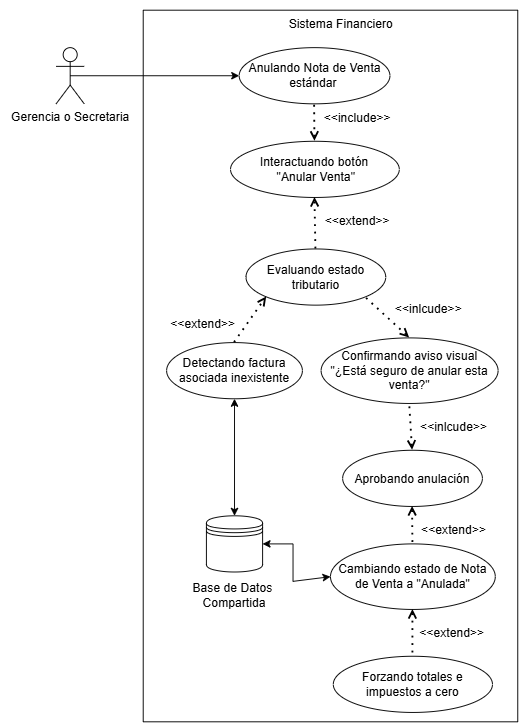 Sistema Financiero
Gerencia o Secretaria
Anulando Nota de Venta
estándar
<<include>>
Interactuando botón
"Anular Venta"
<<extend>>
Evaluando estado
tributario
<<extend>>
<<inlcude>>
Detectando factura
asociada inexistente
Confirmando aviso visual
"¿Está seguro de anular esta
venta?"
<<inlcude>>
Aprobando anulación
<<extend>>
Base de Datos
Compartida
Cambiando estado de Nota
de Venta a "Anulada"
<<extend>>
Forzando totales e
impuestos a cero